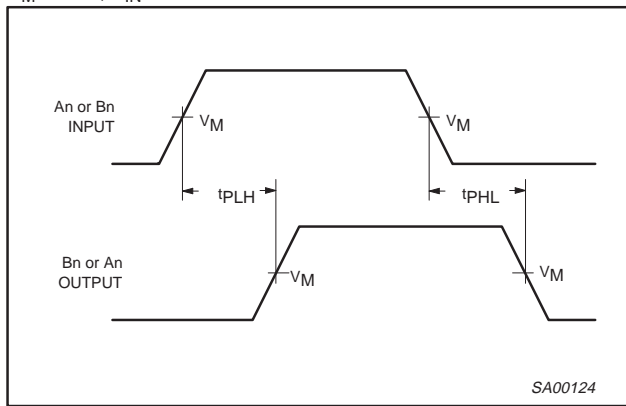 An or Bn
INPUT
VM
VM
tPLH
tPHL
Bn or An
OUTPUT
VM
VM
SA00124